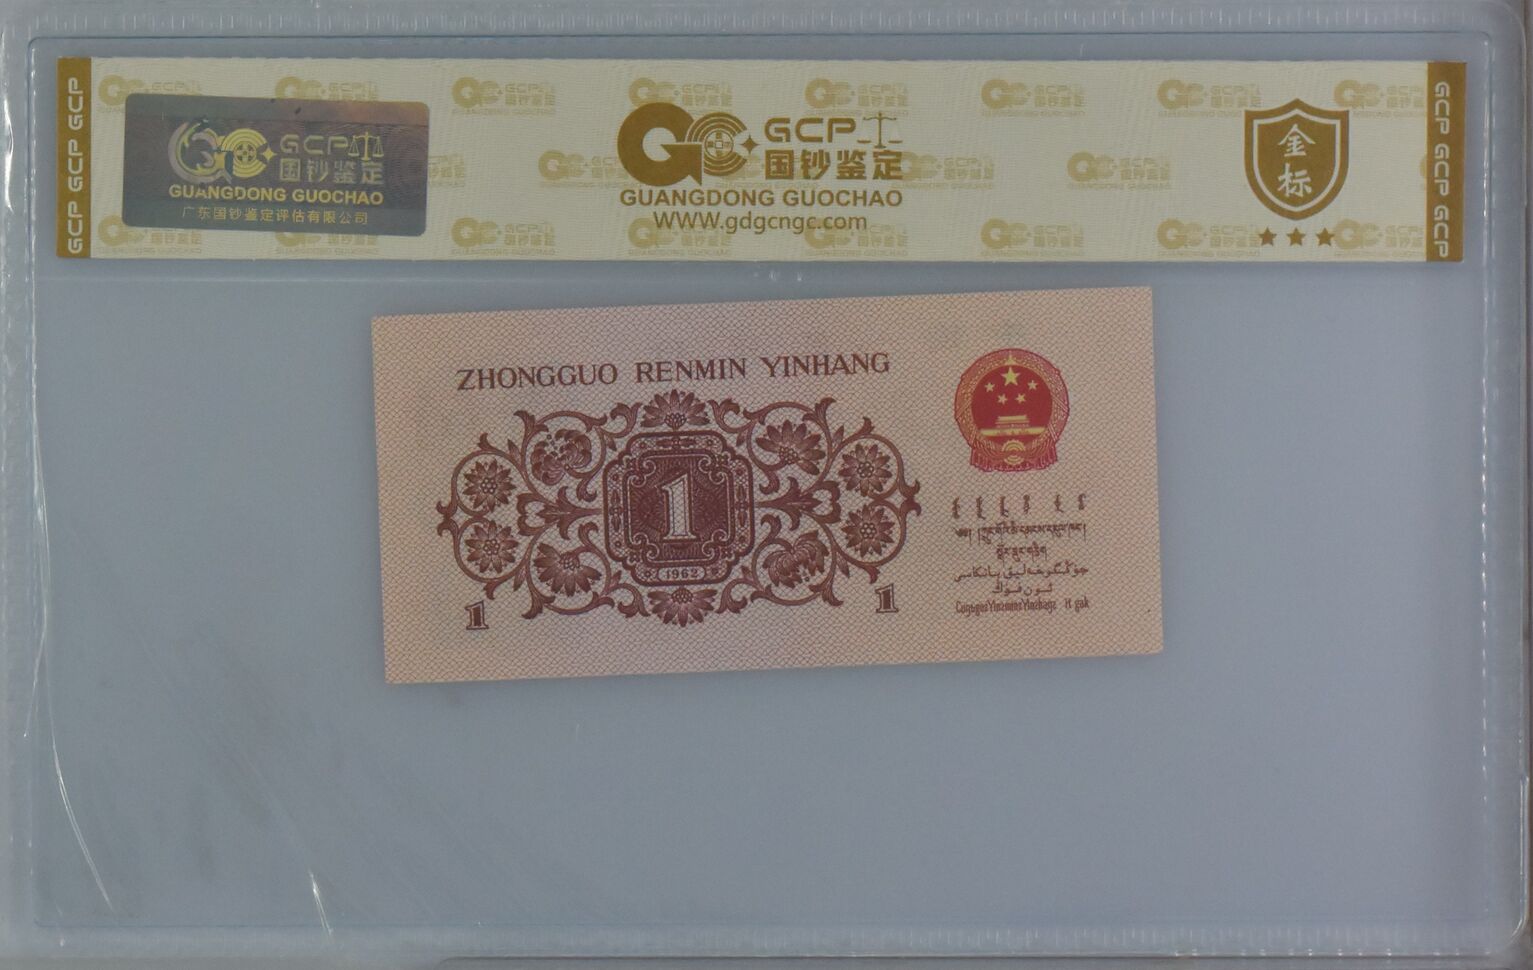 GCP GCP GCP
GCP
国钞鉴定
GUANGDONG GUOCHAO
广东国钞鉴定评估有限公司
GCP
国钞鉴定
GUANGDONG GUOCHAO
WWW.gdgcngc.com
金标
GCP GCP GCP
ZHONGGUO RENMIN YINHANG
1
1962
1
1
جۇڭگوخەلىق بانكاسى